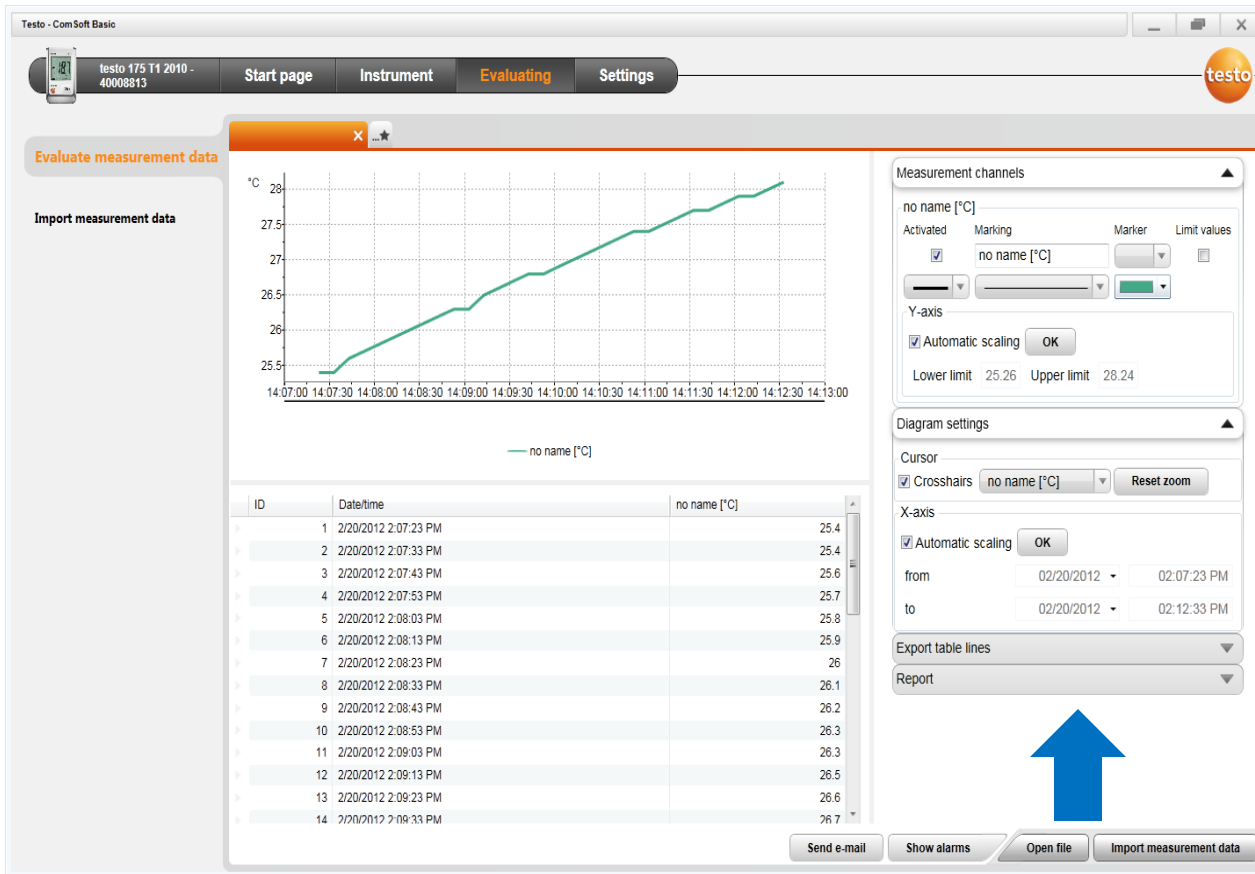 Testo - ComSoft Basic
testo 175 T1 2010 -
40008813
Start page
Instrument
Evaluating
Settings
testo
Evaluate measurement data
Import measurement data
...
°C
28
27.5
27
26.5
26
25.5
14:07:00 14:07:30 14:08:00 14:08:30 14:09:00 14:09:30 14:10:00 14:10:30 14:11:00 14:11:30 14:12:00 14:12:30 14:13:00
no name [°C]
ID Date/time no name [°C]
1 2/20/2012 2:07:23 PM 25.4
2 2/20/2012 2:07:33 PM 25.4
3 2/20/2012 2:07:43 PM 25.6
4 2/20/2012 2:07:53 PM 25.7
5 2/20/2012 2:08:03 PM 25.8
6 2/20/2012 2:08:13 PM 25.9
7 2/20/2012 2:08:23 PM 26
8 2/20/2012 2:08:33 PM 26.1
9 2/20/2012 2:08:43 PM 26.2
10 2/20/2012 2:08:53 PM 26.3
11 2/20/2012 2:09:03 PM 26.3
12 2/20/2012 2:09:13 PM 26.5
13 2/20/2012 2:09:23 PM 26.6
14 2/20/2012 2:09:33 PM 26.7
Measurement channels
no name [°C]
Activated Marking Marker Limit values
no name [°C]
Y-axis
Automatic scaling OK
Lower limit 25.26 Upper limit 28.24
Diagram settings
Cursor
Crosshairs no name [°C] Reset zoom
X-axis
Automatic scaling OK
from 02/20/2012 02:07:23 PM
to 02/20/2012 02:12:33 PM
Export table lines
Report
Send e-mail
Show alarms
Open file
Import measurement data